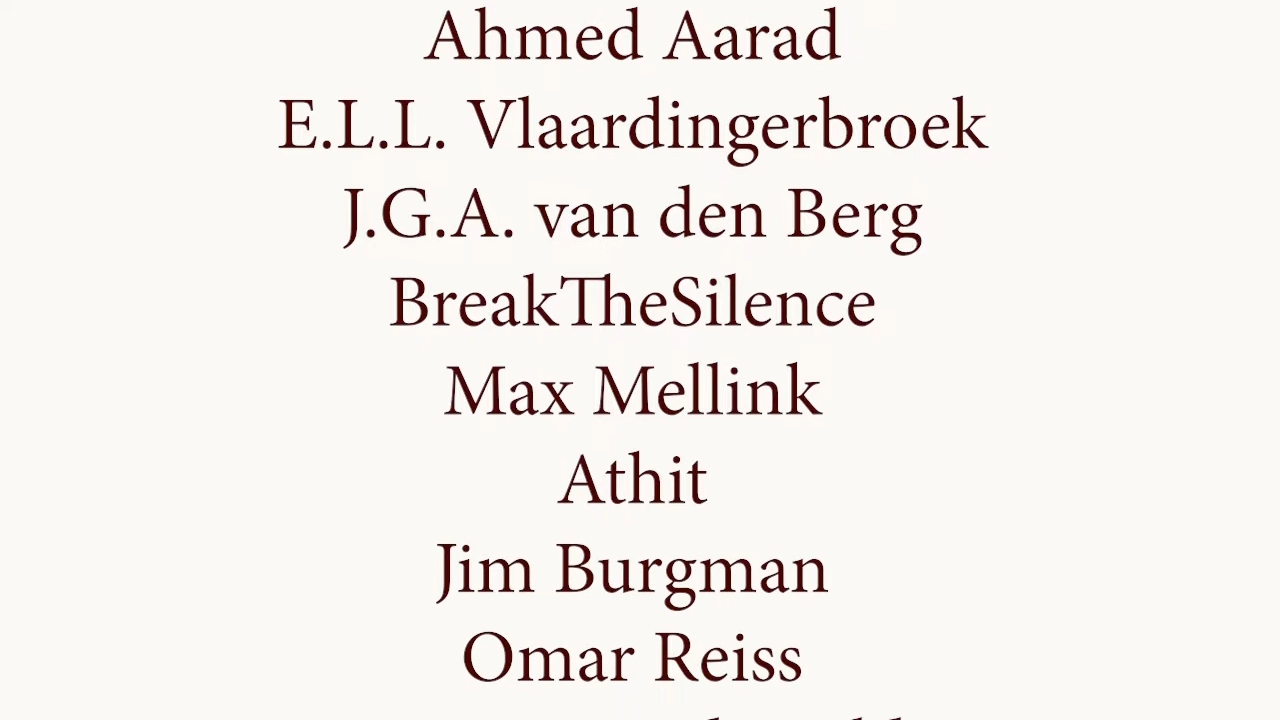 Ahmed Aarad
E.L.L. Vlaardingerbroek
J.G.A. van den Berg
BreakTheSilence
Max Mellink
Athit
Jim Burgman
Omar Reiss